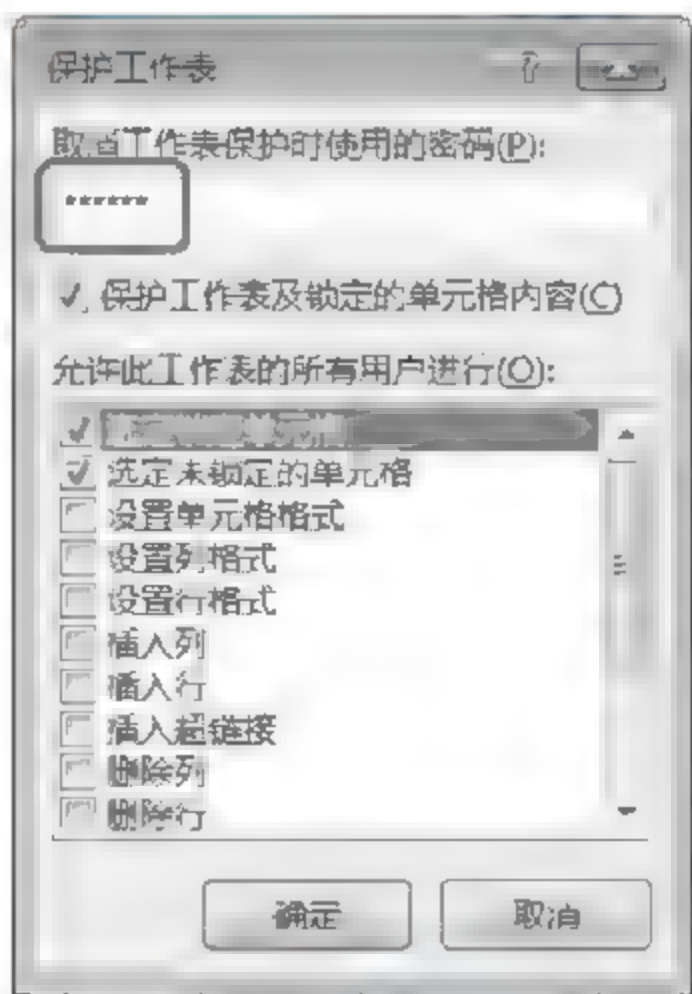 保护工作表
取消工作表保护时使用的密码(P):
******
保护工作表及锁定的单元格内容(C)
允许此工作表的所有用户进行(O):
选定未锁定的单元格
设置单元格格式
设置列格式
设置行格式
插入列
插入行
插入超链接
删除列
删除行
确定
取消